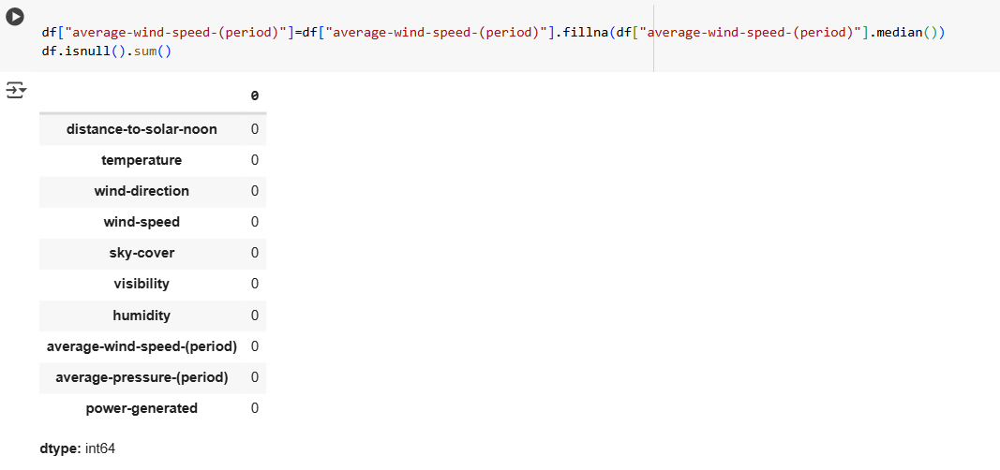 df["average-wind-speed-(period)"]=df["average-wind-speed-(period)"].fillna(df["average-wind-speed-(period)"].median())
df.isnull().sum()
0
distance-to-solar-noon 0
temperature 0
wind-direction 0
wind-speed 0
sky-cover 0
visibility 0
humidity 0
average-wind-speed-(period) 0
average-pressure-(period) 0
power-generated 0
dtype: int64